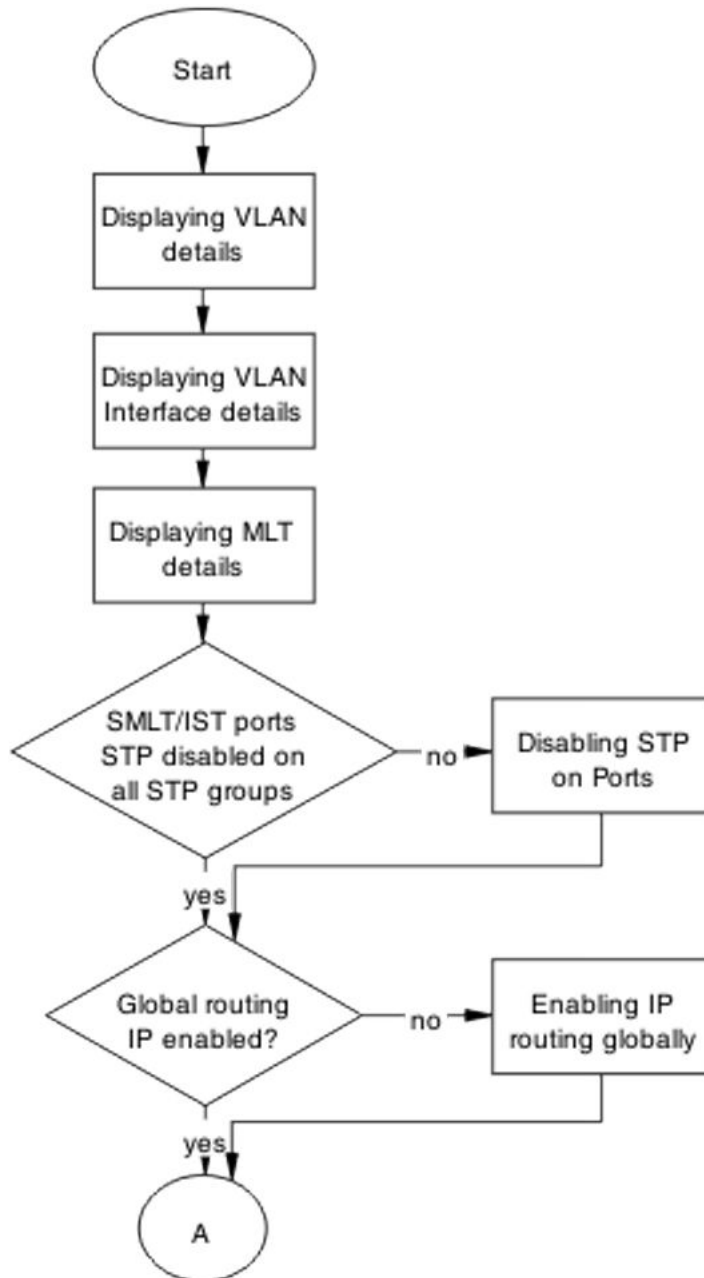 Start
Displaying VLAN
details
Displaying VLAN
Interface details
Displaying MLT
details
SMLT/IST ports
STP disabled on
all STP groups
no
Disabling STP
on Ports
yes
Global routing
IP enabled?
no
Enabling IP
routing globally
yes
A